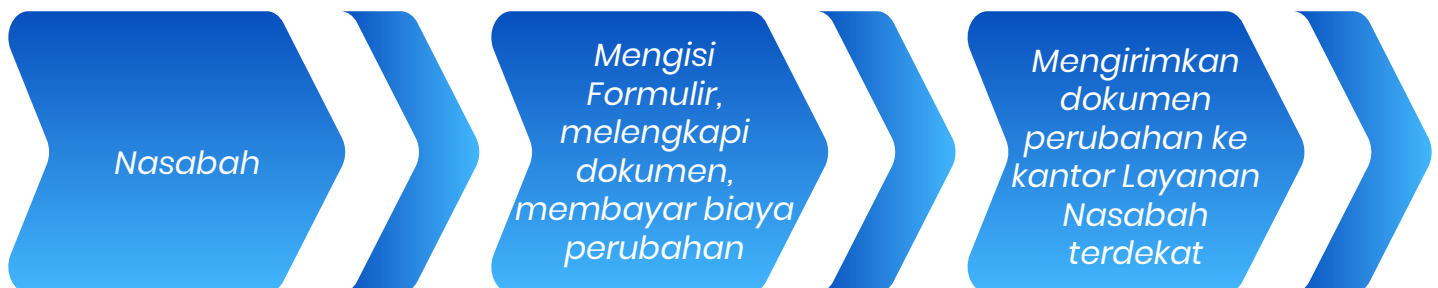 Nasabah
Mengisi
Formulir,
melengkapi
dokumen,
membayar biaya
perubahan
Mengirimkan
dokumen
perubahan ke
kantor Layanan
Nasabah
terdekat